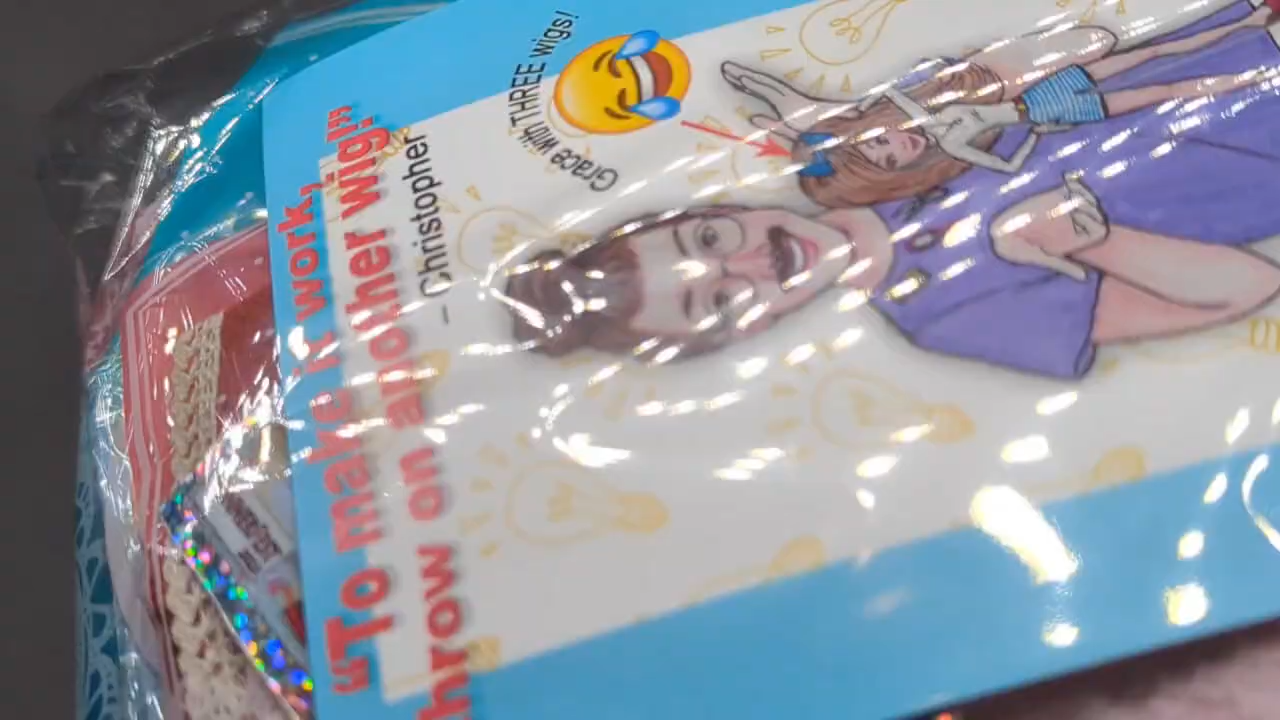 “To make it work,
throw on another wig!”
– Christopher
Grace with THREE wigs!